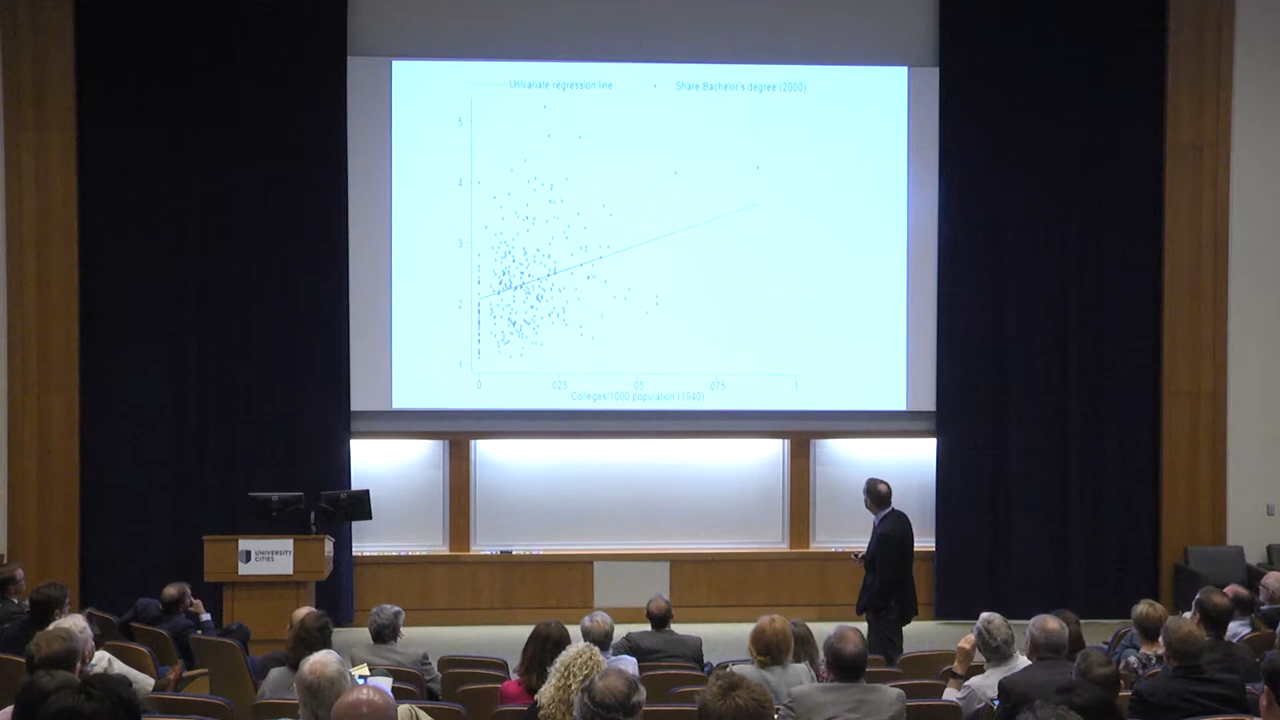 Univariate regression line
Share Bachelor's degree (2000)
5
4
3
2
1
0
025
05
075
1
Colleges/1000 population (1940)
UNIVERSITY
CITIES